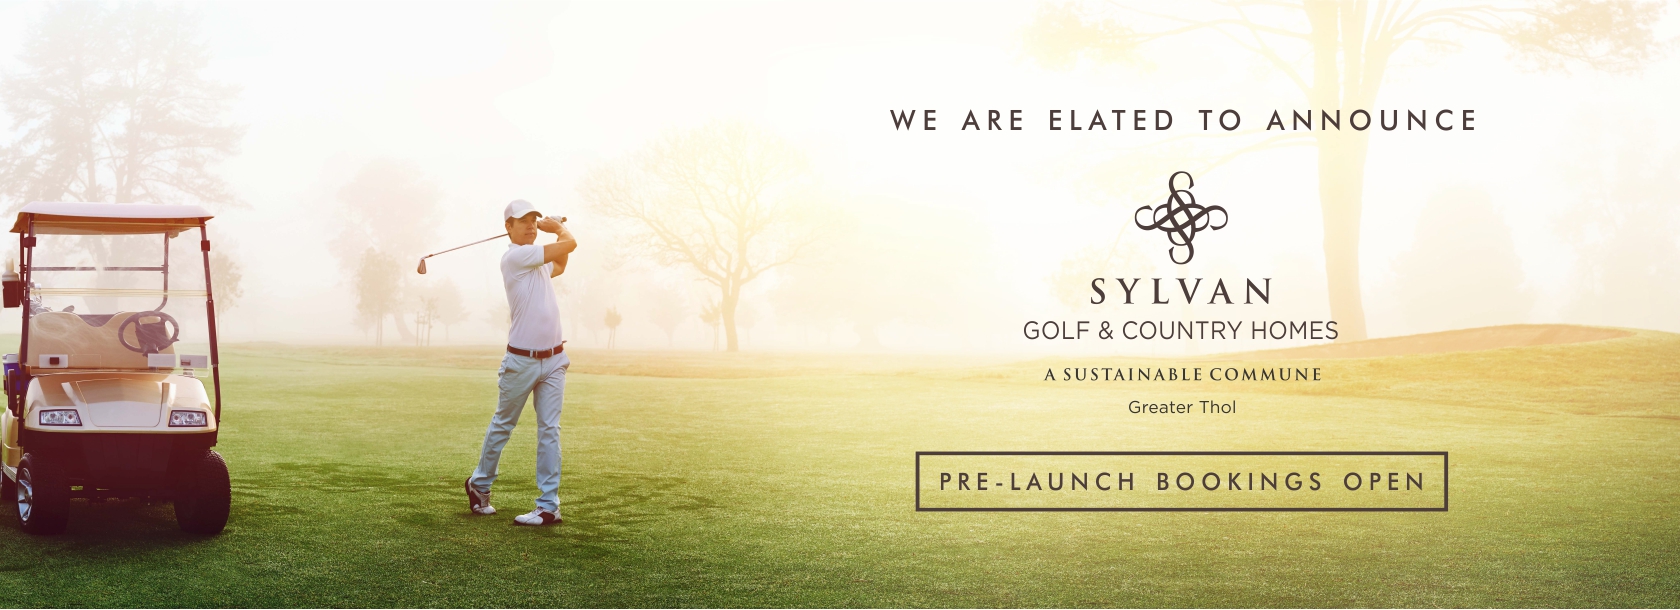 WE ARE ELATED TO ANNOUNCE
SYLVAN
GOLF & COUNTRY HOMES
A SUSTAINABLE COMMUNE
Greater Thol
PRE-LAUNCH BOOKINGS OPEN